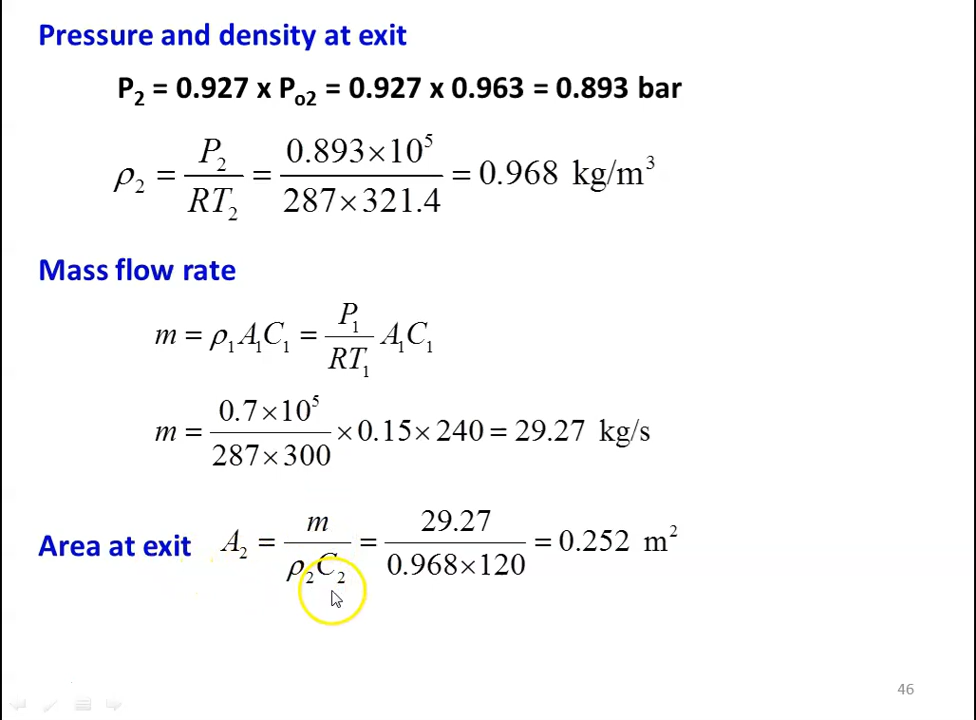 Pressure and density at exit
P₂ = 0.927 x Pₒ₂ = 0.927 x 0.963 = 0.893 bar
ρ₂ = P₂ / RT₂ = 0.893×10⁵ / 287×321.4 = 0.968 kg/m³
Mass flow rate
m = ρ₁A₁C₁ = P₁ / RT₁ A₁C₁
m = 0.7×10⁵ / 287×300 ×0.15×240 = 29.27 kg/s
Area at exit A₂ = m / ρ₂C₂ = 29.27 / 0.968×120 = 0.252 m²
46